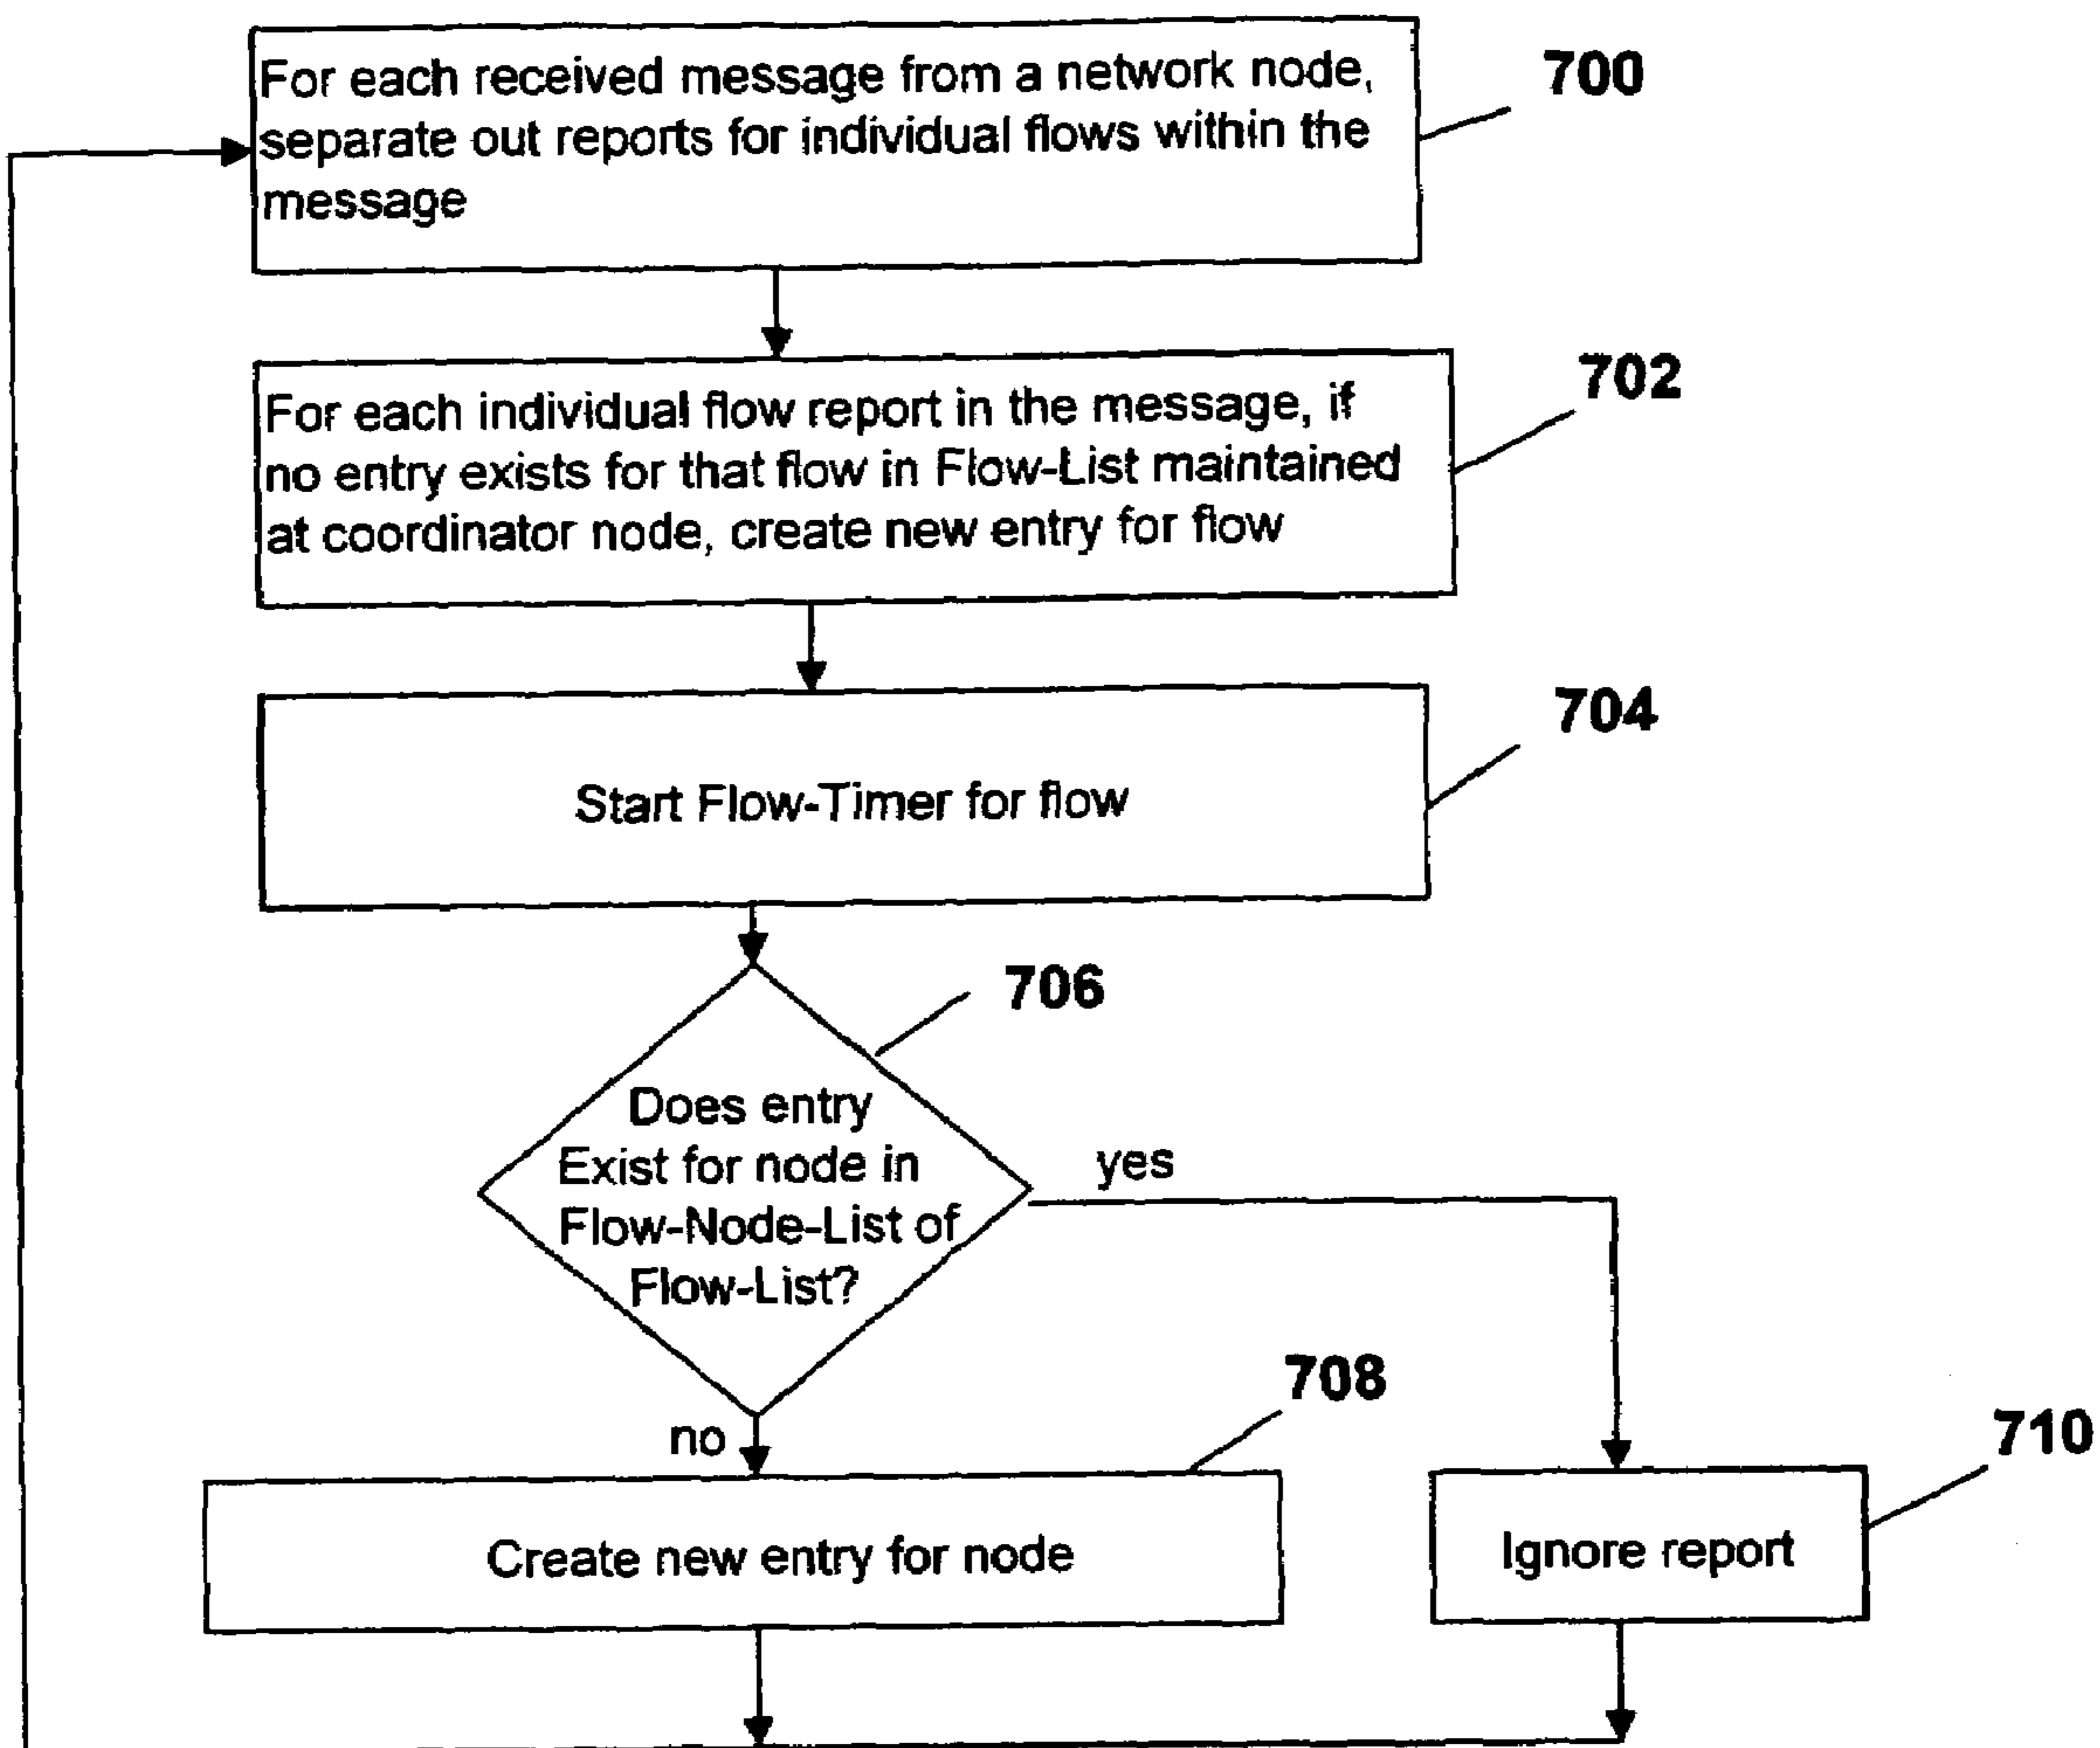 For each received message from a network node,
separate out reports for individual flows within the
message
700
For each individual flow report in the message, if
no entry exists for that flow in Flow-List maintained
at coordinator node, create new entry for flow
702
Start Flow-Timer for flow
704
706
Does entry
Exist for node in
Flow-Node-List of
Flow-List?
yes
no
708
Create new entry for node
710
Ignore report